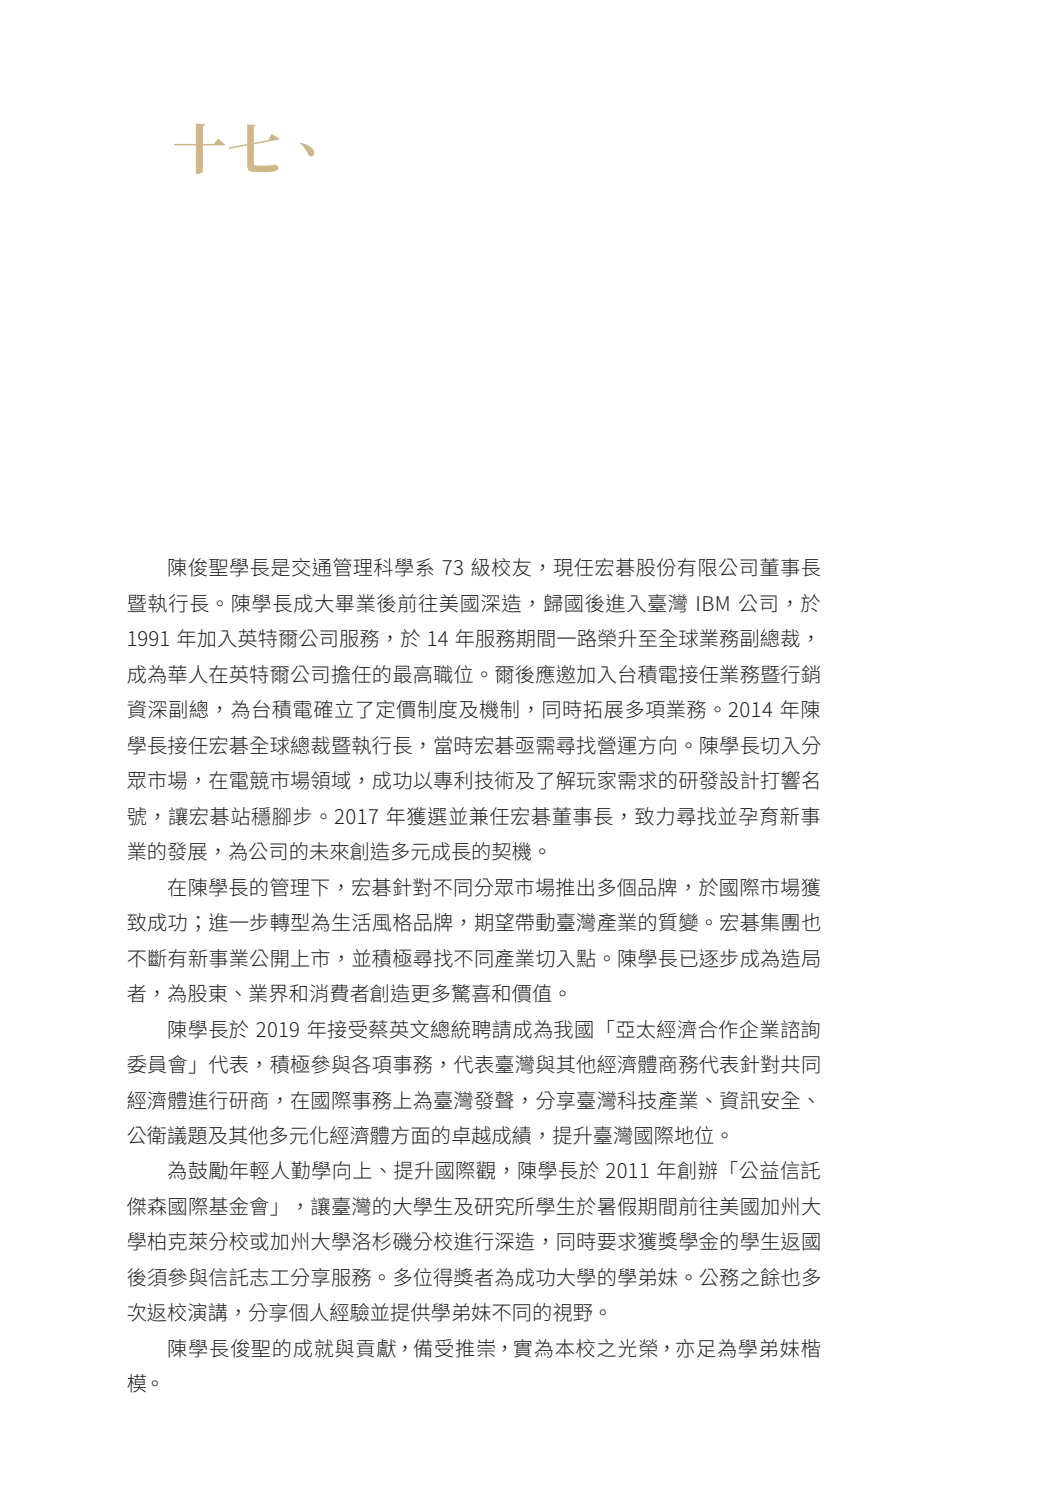 十七、
陳俊聖學長是交通管理科學系 73 級校友，現任宏碁股份有限公司董事長
暨執行長。陳學長成大畢業後前往美國深造，歸國後進入臺灣 IBM 公司，於
1991 年加入英特爾公司服務，於 14 年服務期間一路榮升至全球業務副總裁，
成為華人在英特爾公司擔任的最高職位。爾後應邀加入台積電接任業務暨行銷
資深副總，為台積電確立了定價制度及機制，同時拓展多項業務。2014 年陳
學長接任宏碁全球總裁暨執行長，當時宏碁亟需尋找營運方向。陳學長切入分
眾市場，在電競市場領域，成功以專利技術及了解玩家需求的研發設計打響名
號，讓宏碁站穩腳步。2017 年獲選並兼任宏碁董事長，致力尋找並孕育新事
業的發展，為公司的未來創造多元成長的契機。
在陳學長的管理下，宏碁針對不同分眾市場推出多個品牌，於國際市場獲
致成功；進一步轉型為生活風格品牌，期望帶動臺灣產業的質變。宏碁集團也
不斷有新事業公開上市，並積極尋找不同產業切入點。陳學長已逐步成為造局
者，為股東、業界和消費者創造更多驚喜和價值。
陳學長於 2019 年接受蔡英文總統聘請成為我國「亞太經濟合作企業諮詢
委員會」代表，積極參與各項事務，代表臺灣與其他經濟體商務代表針對共同
經濟體進行研商，在國際事務上為臺灣發聲，分享臺灣科技產業、資訊安全、
公衛議題及其他多元化經濟體方面的卓越成績，提升臺灣國際地位。
為鼓勵年輕人勤學向上、提升國際觀，陳學長於 2011 年創辦「公益信託
傑森國際基金會」，讓臺灣的大學生及研究所學生於暑假期間前往美國加州大
學柏克萊分校或加州大學洛杉磯分校進行深造，同時要求獲獎學金的學生返國
後須參與信託志工分享服務。多位得獎者為成功大學的學弟妹。公務之餘也多
次返校演講，分享個人經驗並提供學弟妹不同的視野。
陳學長俊聖的成就與貢獻，備受推崇，實為本校之光榮，亦足為學弟妹楷
模。